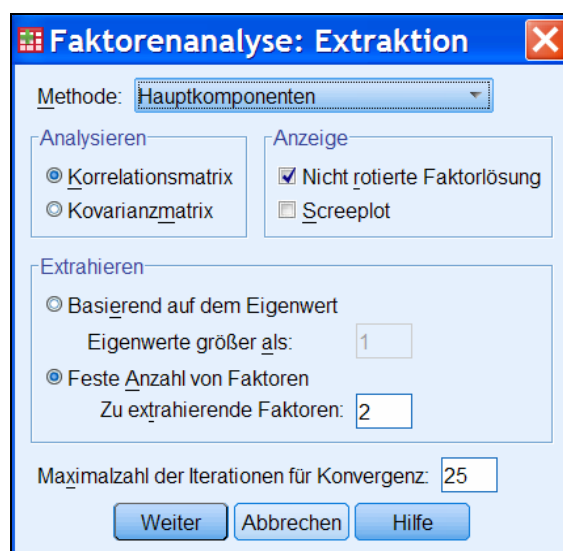 Faktorenanalyse: Extraktion
Methode: Hauptkomponenten
Analysieren
Korrelationsmatrix
Kovarianzmatrix
Anzeige
Nicht rotierte Faktorlösung
Screeplot
Extrahieren
Basierend auf dem Eigenwert
Eigenwerte größer als: 1
Feste Anzahl von Faktoren
Zu extrahierende Faktoren: 2
Maximalzahl der Iterationen für Konvergenz: 25
Weiter Abbrechen Hilfe